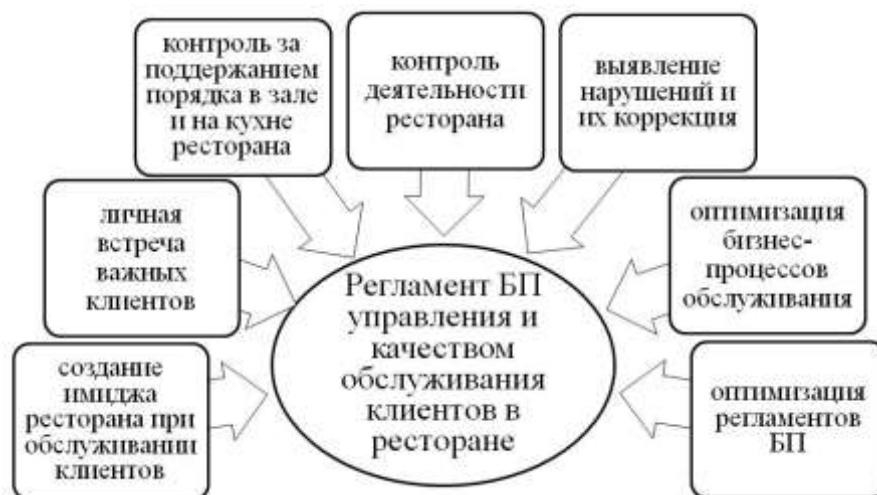 контроль за
поддержанием
порядка в зале
и на кухне
ресторана
контроль
деятельности
ресторана
выявление
нарушений и
их коррекция
личная
встреча
важных
клиентов
оптимизация
бизнес-
процессов
обслуживания
Регламент БП
управления и
качеством
обслуживания
клиентов в
ресторане
создание
имиджа
ресторана при
обслуживании
клиентов
оптимизация
регламентов
БП